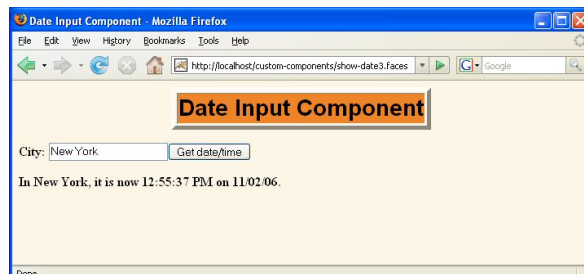 Date Input Component - Mozilla Firefox
File Edit View History Bookmarks Tools Help
http://localhost/custom-components/show-date3.faces G Google
Date Input Component
City: New York Get date/time
In New York, it is now 12:55:37 PM on 11/02/06.
Done